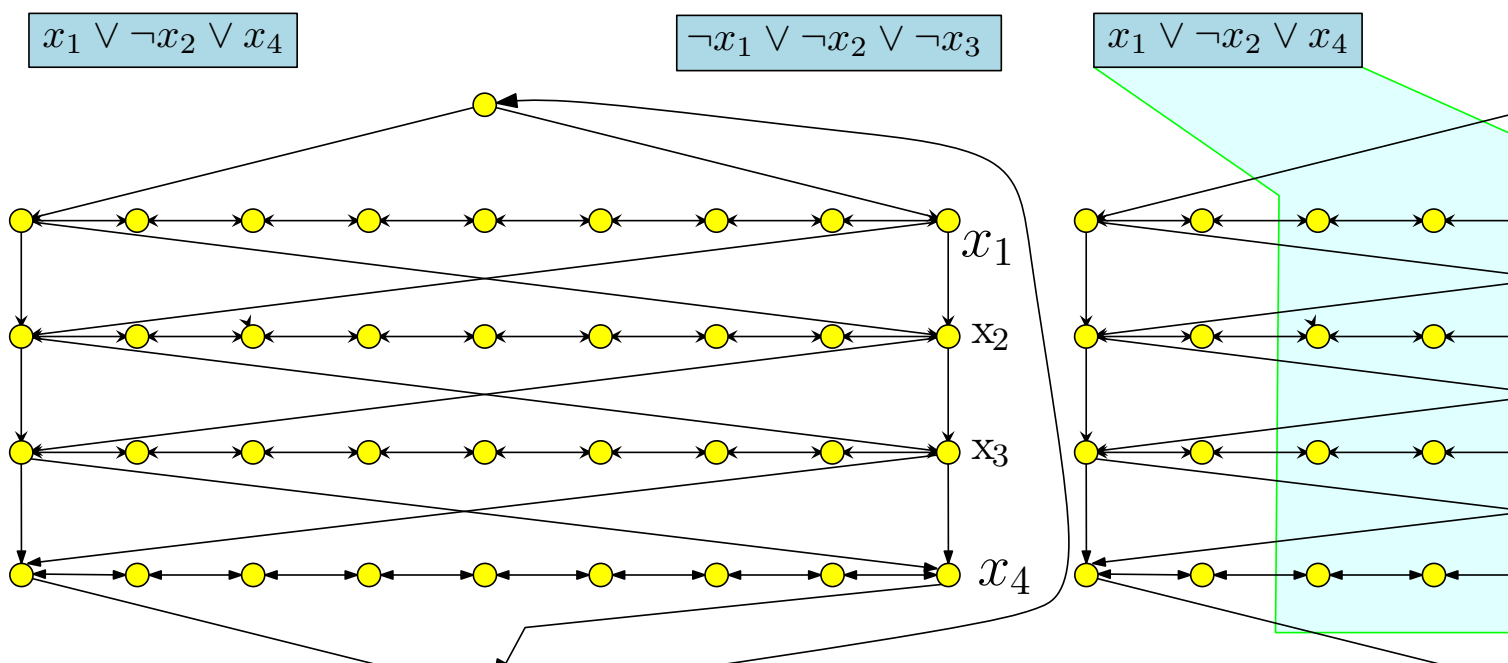 x₁ ∨ ¬x₂ ∨ x₄
¬x₁ ∨ ¬x₂ ∨ ¬x₃
x₁ ∨ ¬x₂ ∨ x₄
x₁
x₂
x₃
x₄